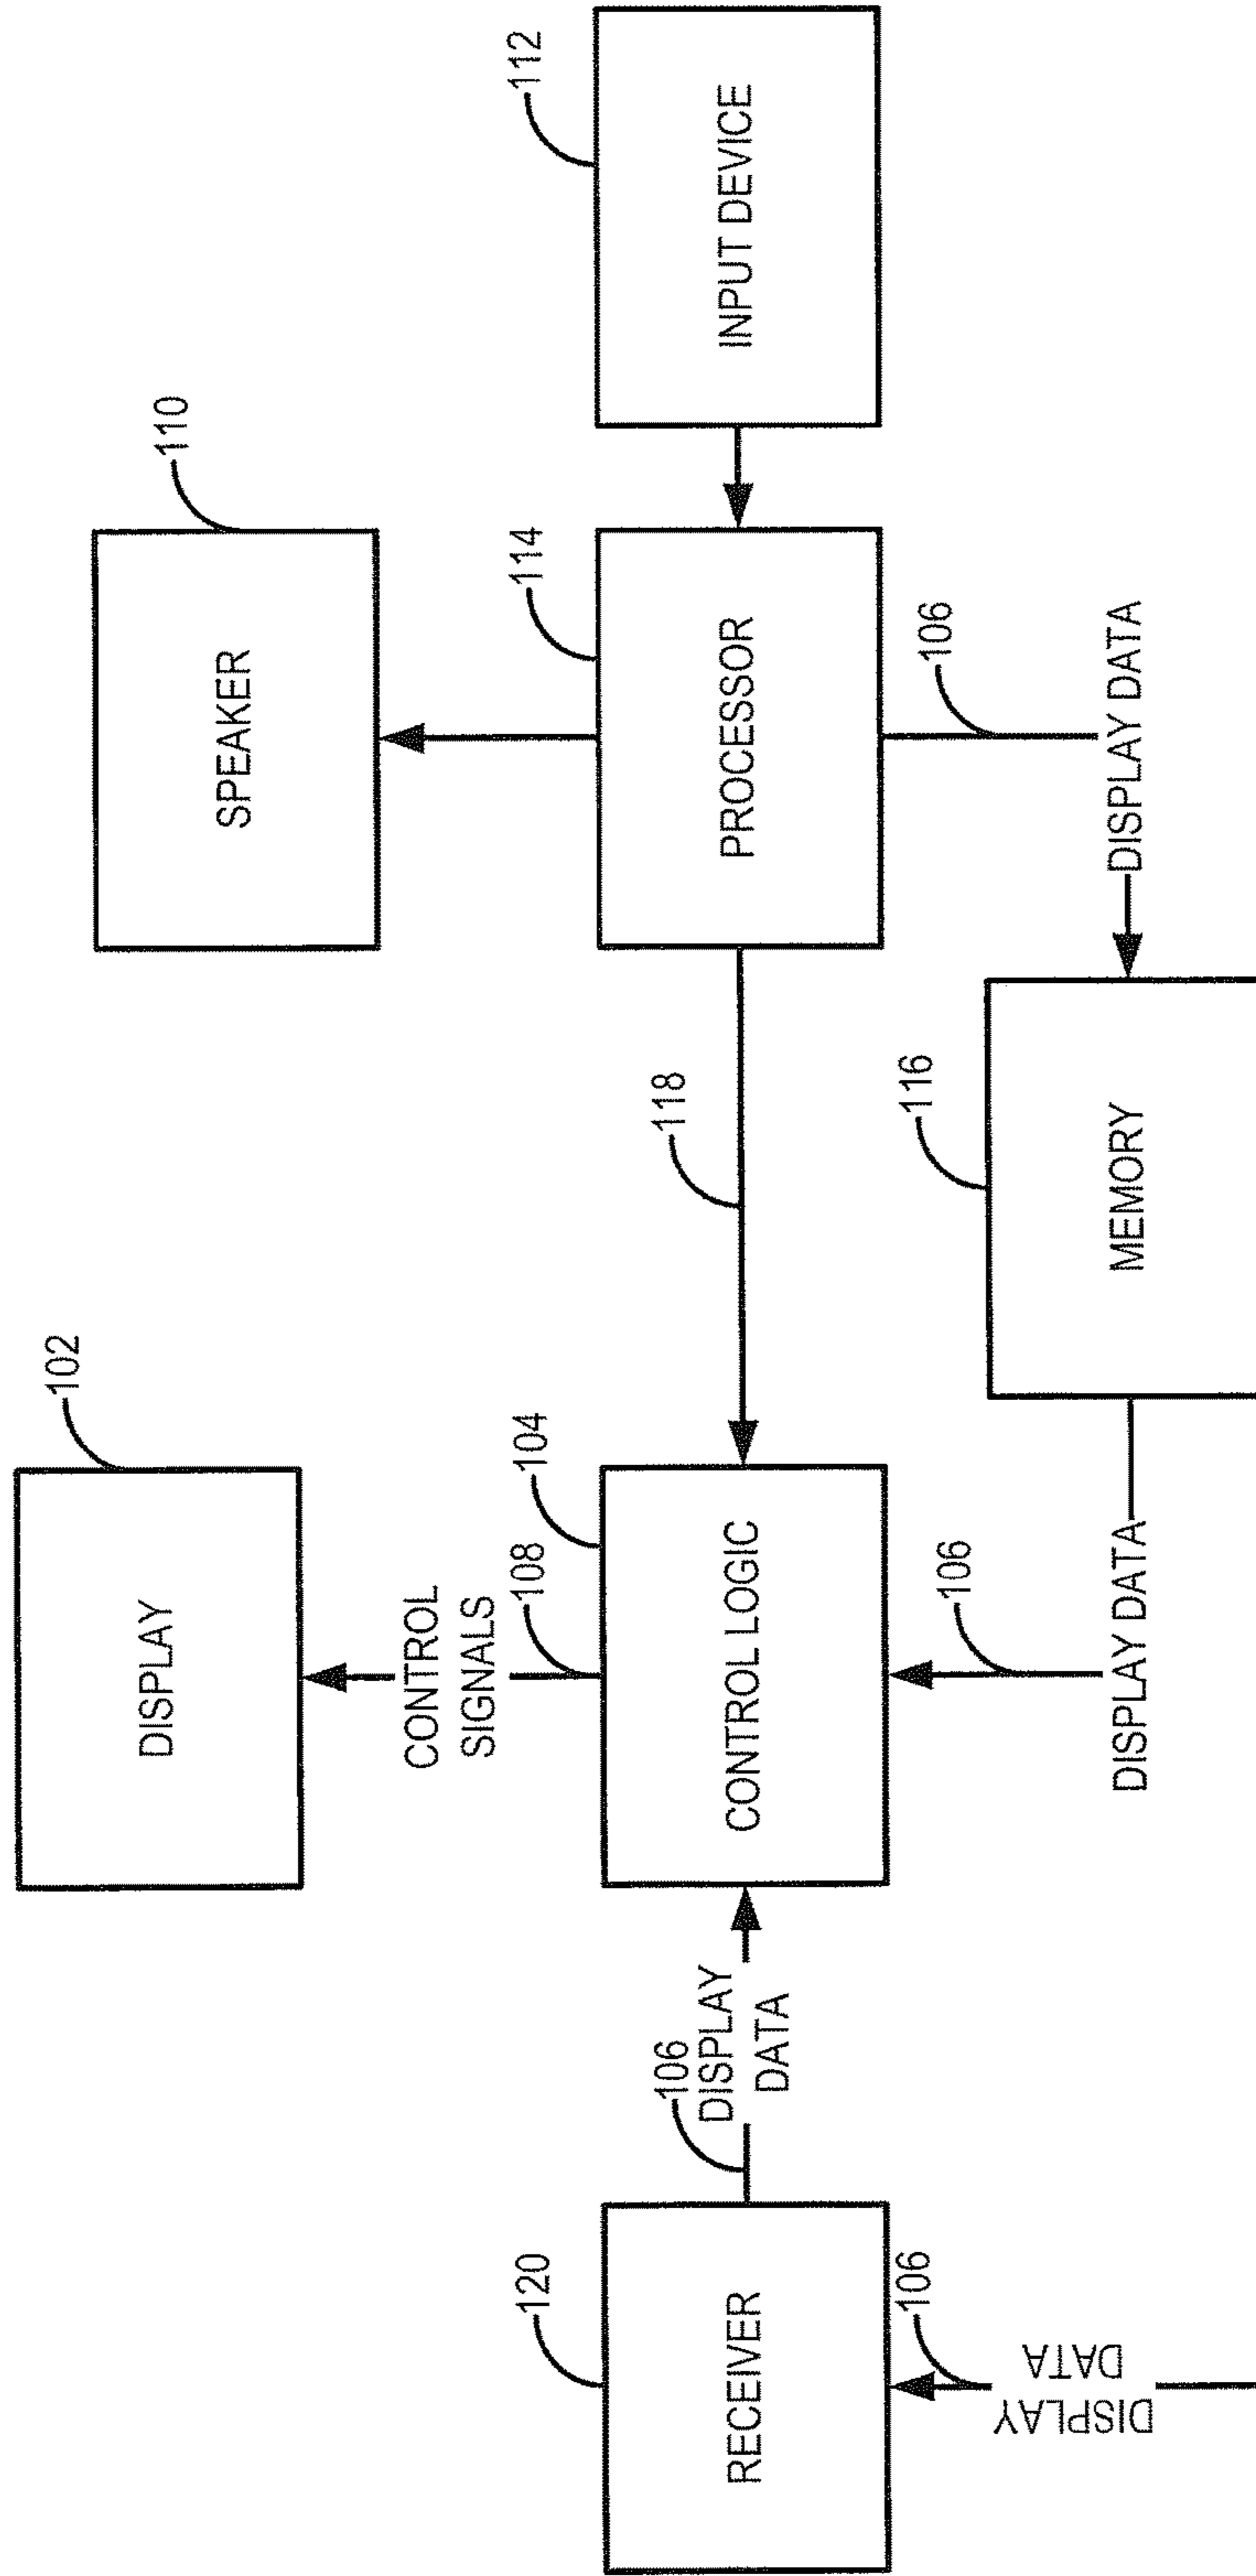 102
DISPLAY
110
SPEAKER
CONTROL
SIGNALS
108
120
104
118
114
112
RECEIVER
106
DISPLAY
DATA
CONTROL LOGIC
PROCESSOR
INPUT DEVICE
106
DISPLAY
DATA
106
DISPLAY DATA
116
MEMORY
106
DISPLAY DATA